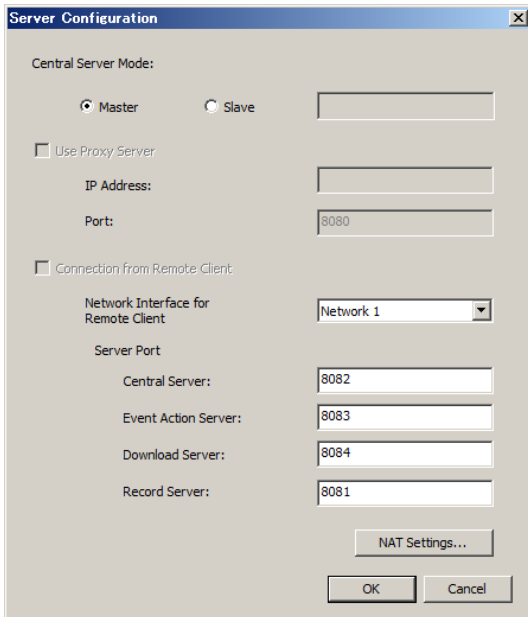 Server Configuration
Central Server Mode:
Master Slave
Use Proxy Server
IP Address:
Port: 8080
Connection from Remote Client
Network Interface for
Remote Client
Network 1
Server Port
Central Server: 8082
Event Action Server: 8083
Download Server: 8084
Record Server: 8081
NAT Settings...
OK Cancel